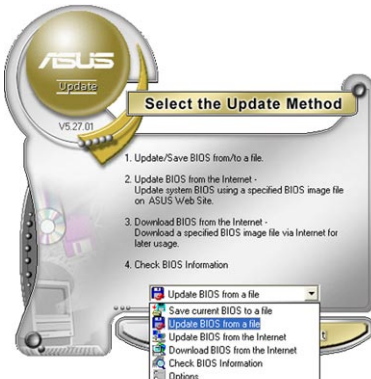 ASUS
Update
V5.27.01
Select the Update Method
1. Update/Save BIOS from/to a file.
2. Update BIOS from the Internet -
Update system BIOS using a specified BIOS image file
on ASUS Web Site.
3. Download BIOS from the Internet -
Download a specified BIOS image file via Internet for
later usage.
4. Check BIOS Information
Update BIOS from a file
Save current BIOS to a file
Update BIOS from a file
Update BIOS from the Internet
Download BIOS from the Internet
Check BIOS Information
Options